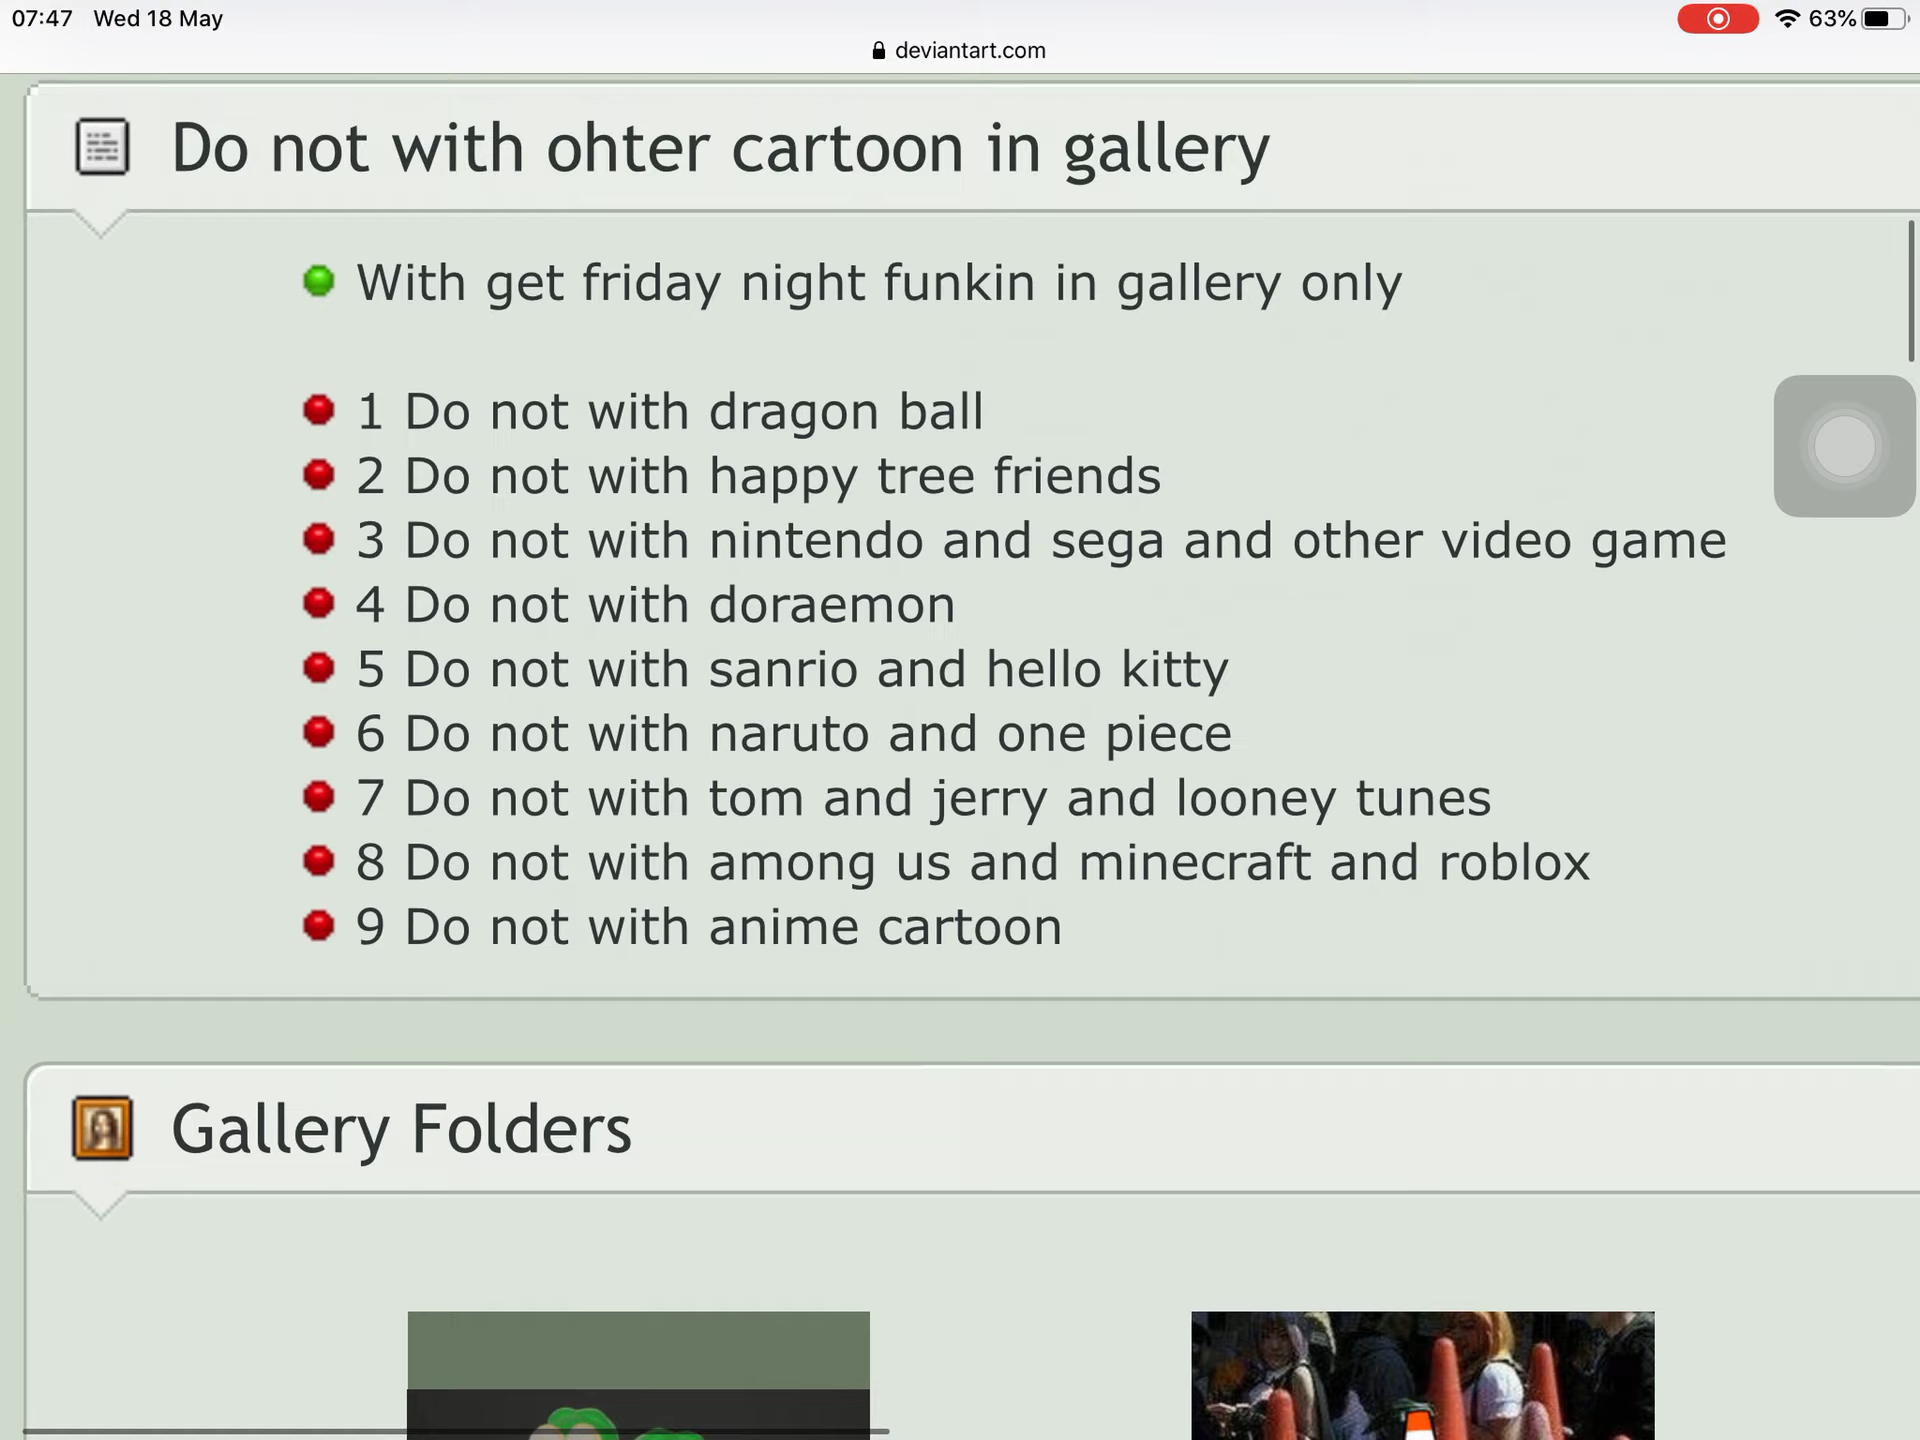 07:47 Wed 18 May 63%
deviantart.com
Do not with ohter cartoon in gallery
With get friday night funkin in gallery only
1 Do not with dragon ball
2 Do not with happy tree friends
3 Do not with nintendo and sega and other video game
4 Do not with doraemon
5 Do not with sanrio and hello kitty
6 Do not with naruto and one piece
7 Do not with tom and jerry and looney tunes
8 Do not with among us and minecraft and roblox
9 Do not with anime cartoon
Gallery Folders